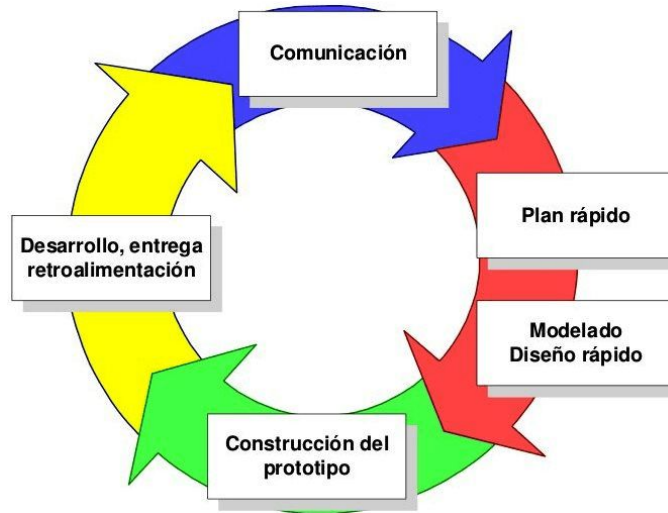 Comunicación
Plan rápido
Modelado
Diseño rápido
Construcción del
prototipo
Desarrollo, entrega
retroalimentación